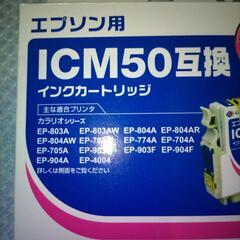 エプソン用
ICM50互換
インクカートリッジ
主な適合プリンタ
カラリオシリーズ
EP-803A EP-803AW EP-804A EP-804AR
EP-804AW EP-774A EP-704A
EP-705A EP-903F EP-904F
EP-904A EP-4004
詳しくは側面をご覧ください